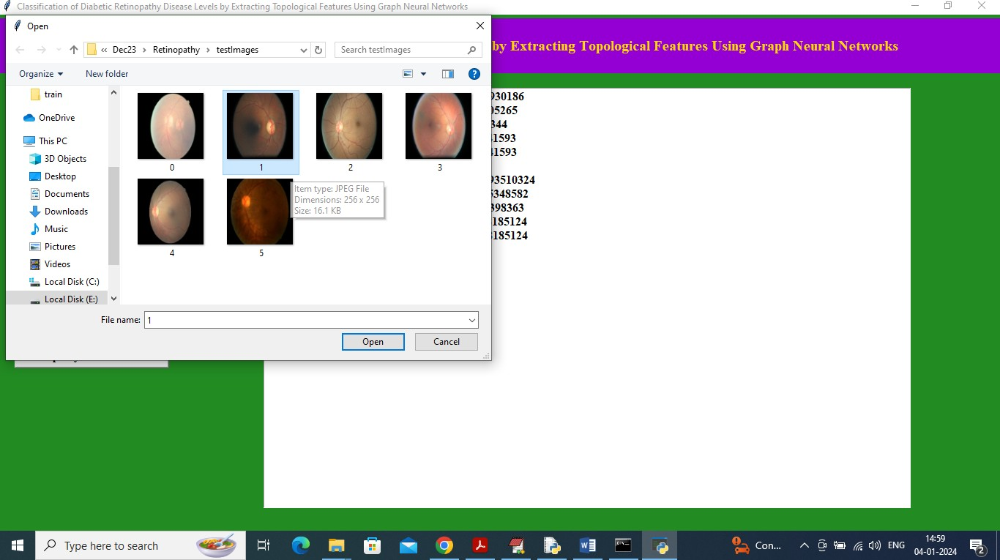 Classification of Diabetic Retinopathy Disease Levels by Extracting Topological Features Using Graph Neural Networks
by Extracting Topological Features Using Graph Neural Networks
Open
« Dec23 › Retinopathy › testImages
Search testImages
Organize
New folder
train
OneDrive
This PC
3D Objects
Desktop
Documents
Downloads
Music
Pictures
Videos
Local Disk (C:)
Local Disk (E:)
0
1
2
3
4
5
Item type: JPEG File
Dimensions: 256 x 256
Size: 16.1 KB
File name: 1
Open Cancel
930186
5265
344
1593
1593
93510324
5348582
398363
185124
185124
Type here to search
Con...
ENG
14:59
04-01-2024
2